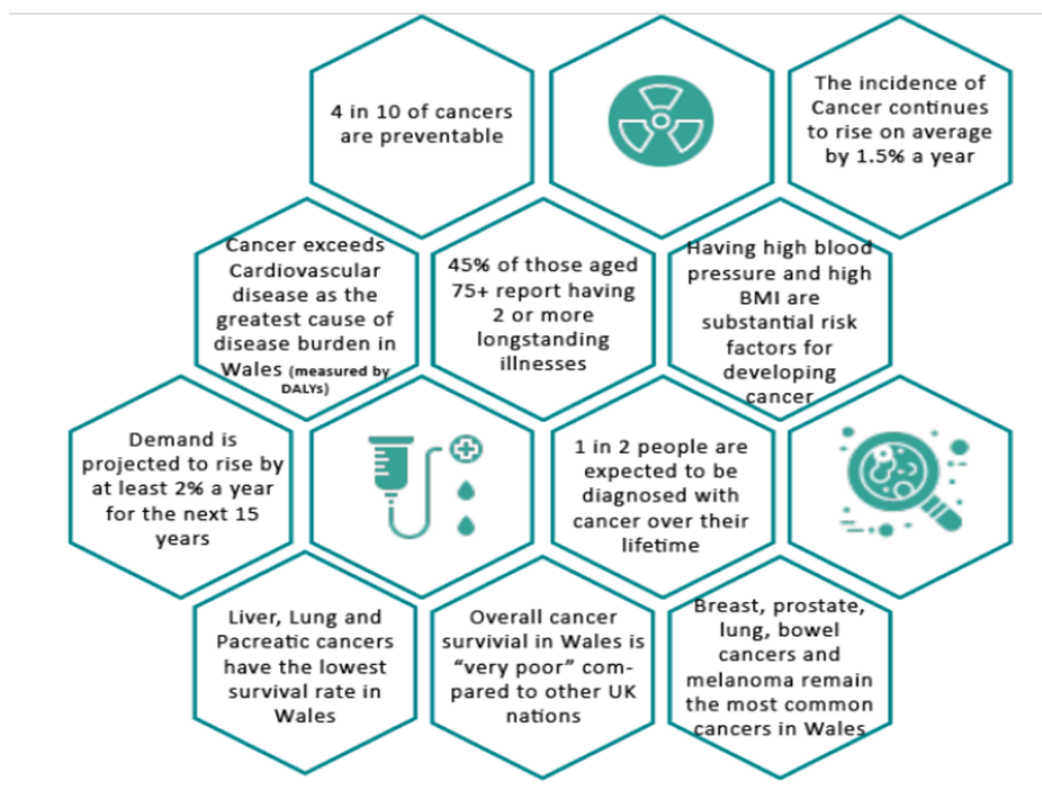 4 in 10 of cancers
are preventable
The incidence of
Cancer continues
to rise on average
by 1.5% a year
Cancer exceeds
Cardiovascular
disease as the
greatest cause of
disease burden in
Wales (measured by
DALYs)
45% of those aged
75+ report having
2 or more
longstanding
illnesses
Having high blood
pressure and high
BMI are
substantial risk
factors for
developing
cancer
Demand is
projected to rise by
at least 2% a year
for the next 15
years
1 in 2 people are
expected to be
diagnosed with
cancer over their
lifetime
Liver, Lung and
Pacreatic cancers
have the lowest
survival rate in
Wales
Overall cancer
survivial in Wales is
“very poor” com-
pared to other UK
nations
Breast, prostate,
lung, bowel
cancers and
melanoma remain
the most common
cancers in Wales